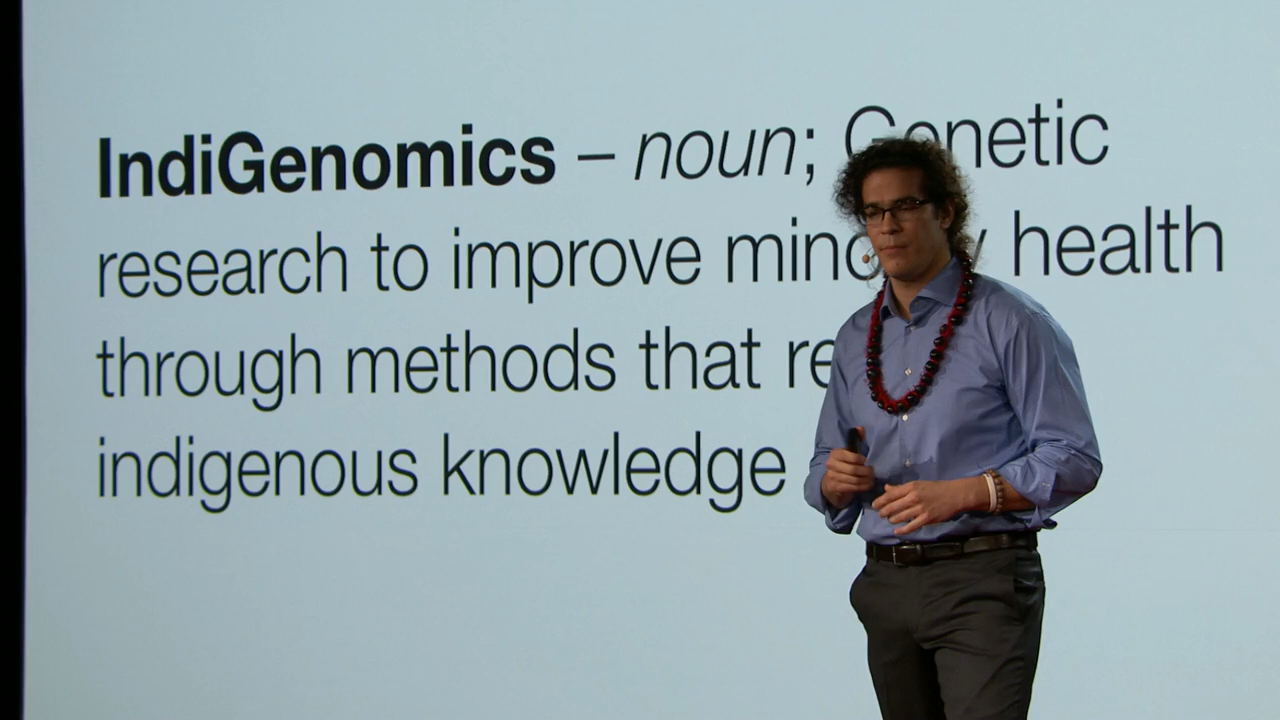 IndiGenomics – noun; Genetic
research to improve health
through methods that
indigenous knowledge